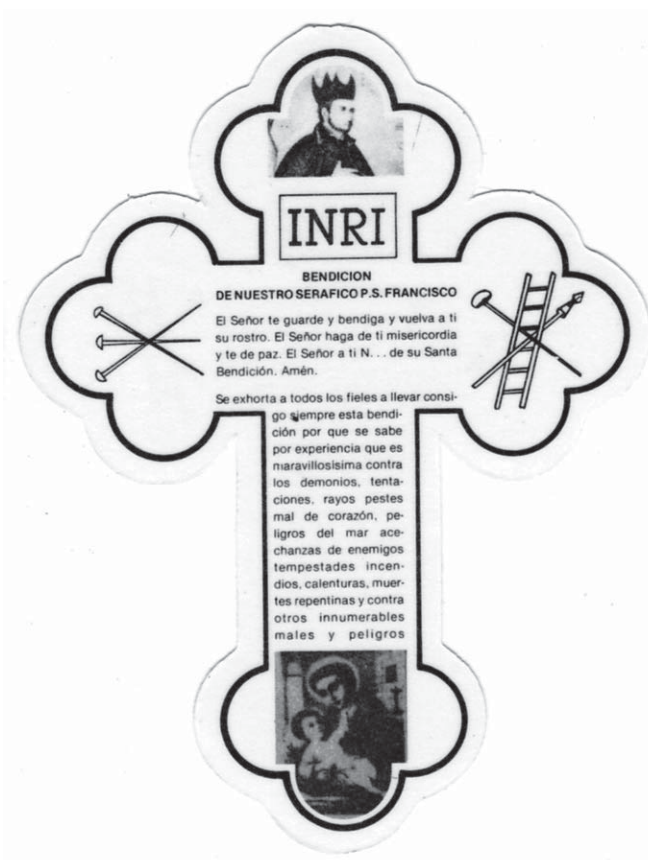 INRI
BENDICION
DE NUESTRO SERAFICO P.S. FRANCISCO
El Señor te guarde y bendiga y vuelva a ti
su rostro. El Señor haga de ti misericordia
y te de paz. El Señor a ti N... de su Santa
Bendición. Amén.
Se exhorta a todos los fieles a llevar consi-
go siempre esta bendi-
ción por que se sabe
por experiencia que es
maravillosisima contra
los demonios, tenta-
ciones, rayos pestes
mal de corazón, pe-
ligros del mar ace-
chanzas de enemigos
tempestades incen-
dios, calenturas, muer-
tes repentinas y contra
otros innumerables
males y peligros